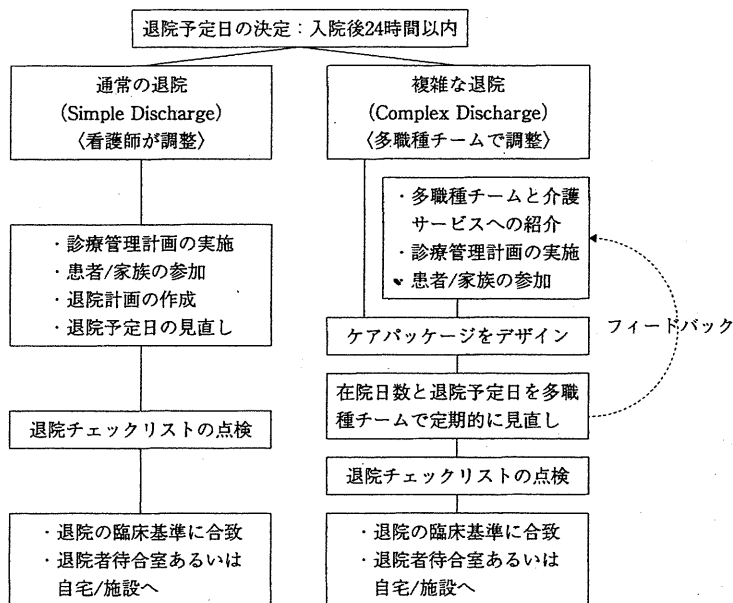 退院予定日の決定：入院後24時間以内
通常の退院
(Simple Discharge)
〈看護師が調整〉
・診療管理計画の実施
・患者/家族の参加
・退院計画の作成
・退院予定日の見直し
退院チェックリストの点検
・退院の臨床基準に合致
・退院者待合室あるいは
自宅/施設へ
複雑な退院
(Complex Discharge)
〈多職種チームで調整〉
・多職種チームと介護
サービスへの紹介
・診療管理計画の実施
・患者/家族の参加
ケアパッケージをデザイン
フィードバック
在院日数と退院予定日を多職
種チームで定期的に見直し
退院チェックリストの点検
・退院の臨床基準に合致
・退院者待合室あるいは
自宅/施設へ